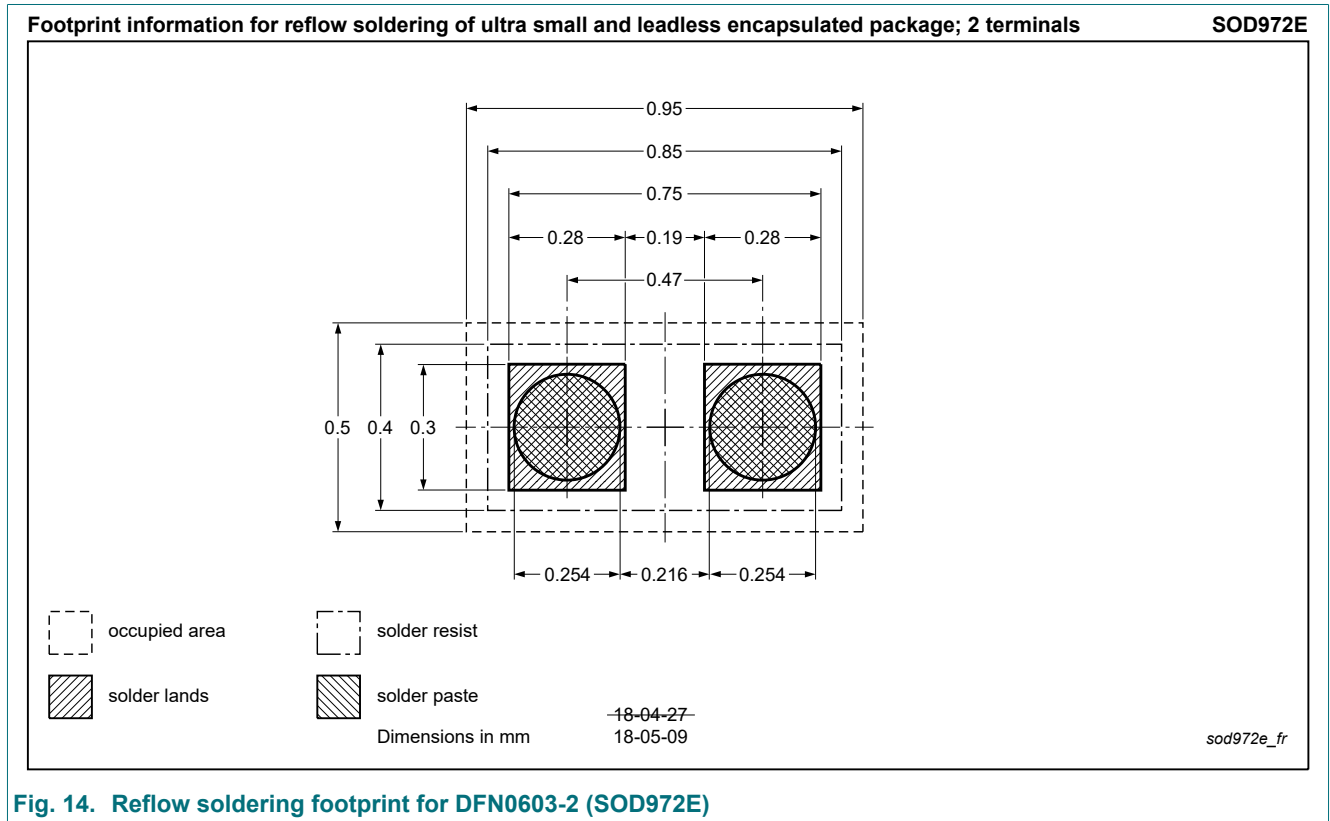 Footprint information for reflow soldering of ultra small and leadless encapsulated package; 2 terminals SOD972E
0.95
0.85
0.75
0.28 0.19 0.28
0.47
0.5 0.4 0.3
0.254 0.216 0.254
occupied area solder resist
solder lands solder paste
18-04-27
Dimensions in mm 18-05-09
sod972e_fr
Fig. 14. Reflow soldering footprint for DFN0603-2 (SOD972E)